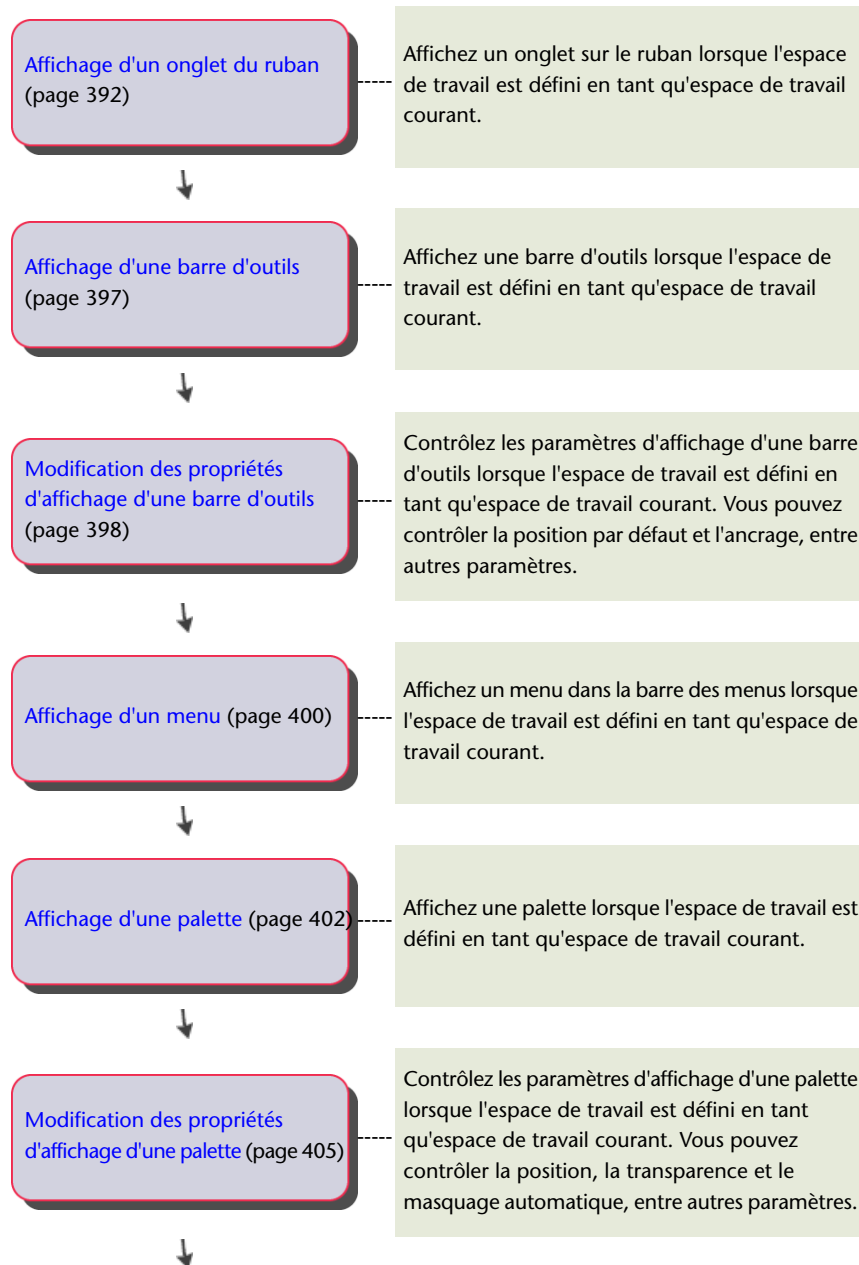 Affichage d'un onglet du ruban
(page 392)
Affichez un onglet sur le ruban lorsque l'espace
de travail est défini en tant qu'espace de travail
courant.
Affichage d'une barre d'outils
(page 397)
Affichez une barre d'outils lorsque l'espace de
travail est défini en tant qu'espace de travail
courant.
Modification des propriétés
d'affichage d'une barre d'outils
(page 398)
Contrôlez les paramètres d'affichage d'une barre
d'outils lorsque l'espace de travail est défini en
tant qu'espace de travail courant. Vous pouvez
contrôler la position par défaut et l'ancrage, entre
autres paramètres.
Affichage d'un menu (page 400)
Affichez un menu dans la barre des menus lorsque
l'espace de travail est défini en tant qu'espace de
travail courant.
Affichage d'une palette (page 402)
Affichez une palette lorsque l'espace de travail est
défini en tant qu'espace de travail courant.
Modification des propriétés
d'affichage d'une palette (page 405)
Contrôlez les paramètres d'affichage d'une palette
lorsque l'espace de travail est défini en tant
qu'espace de travail courant. Vous pouvez
contrôler la position, la transparence et le
masquage automatique, entre autres paramètres.